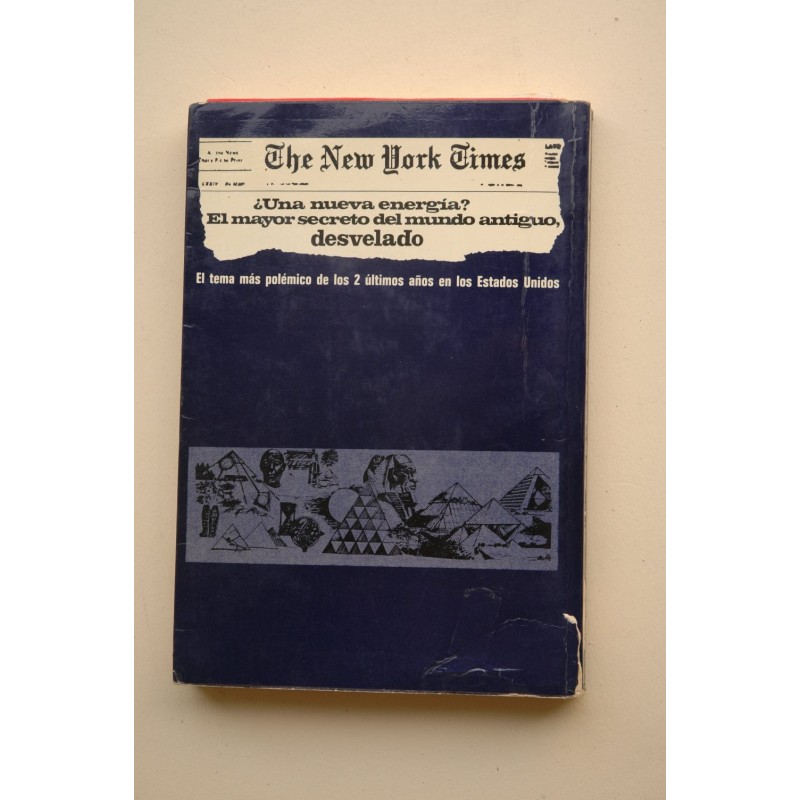 The New York Times
¿Una nueva energía?
El mayor secreto del mundo antiguo,
desvelado
El tema más polémico de los 2 últimos años en los Estados Unidos